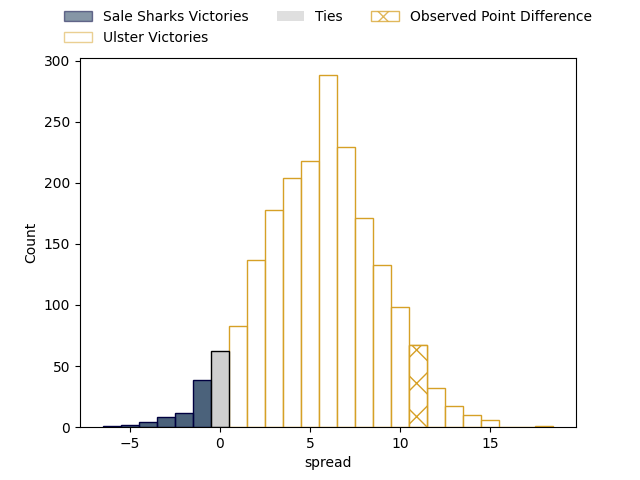 Sale Sharks Victories
Ties
Observed Point Difference
Ulster Victories
300
250
200
150
100
50
0
Count
−5
0
5
10
15
spread